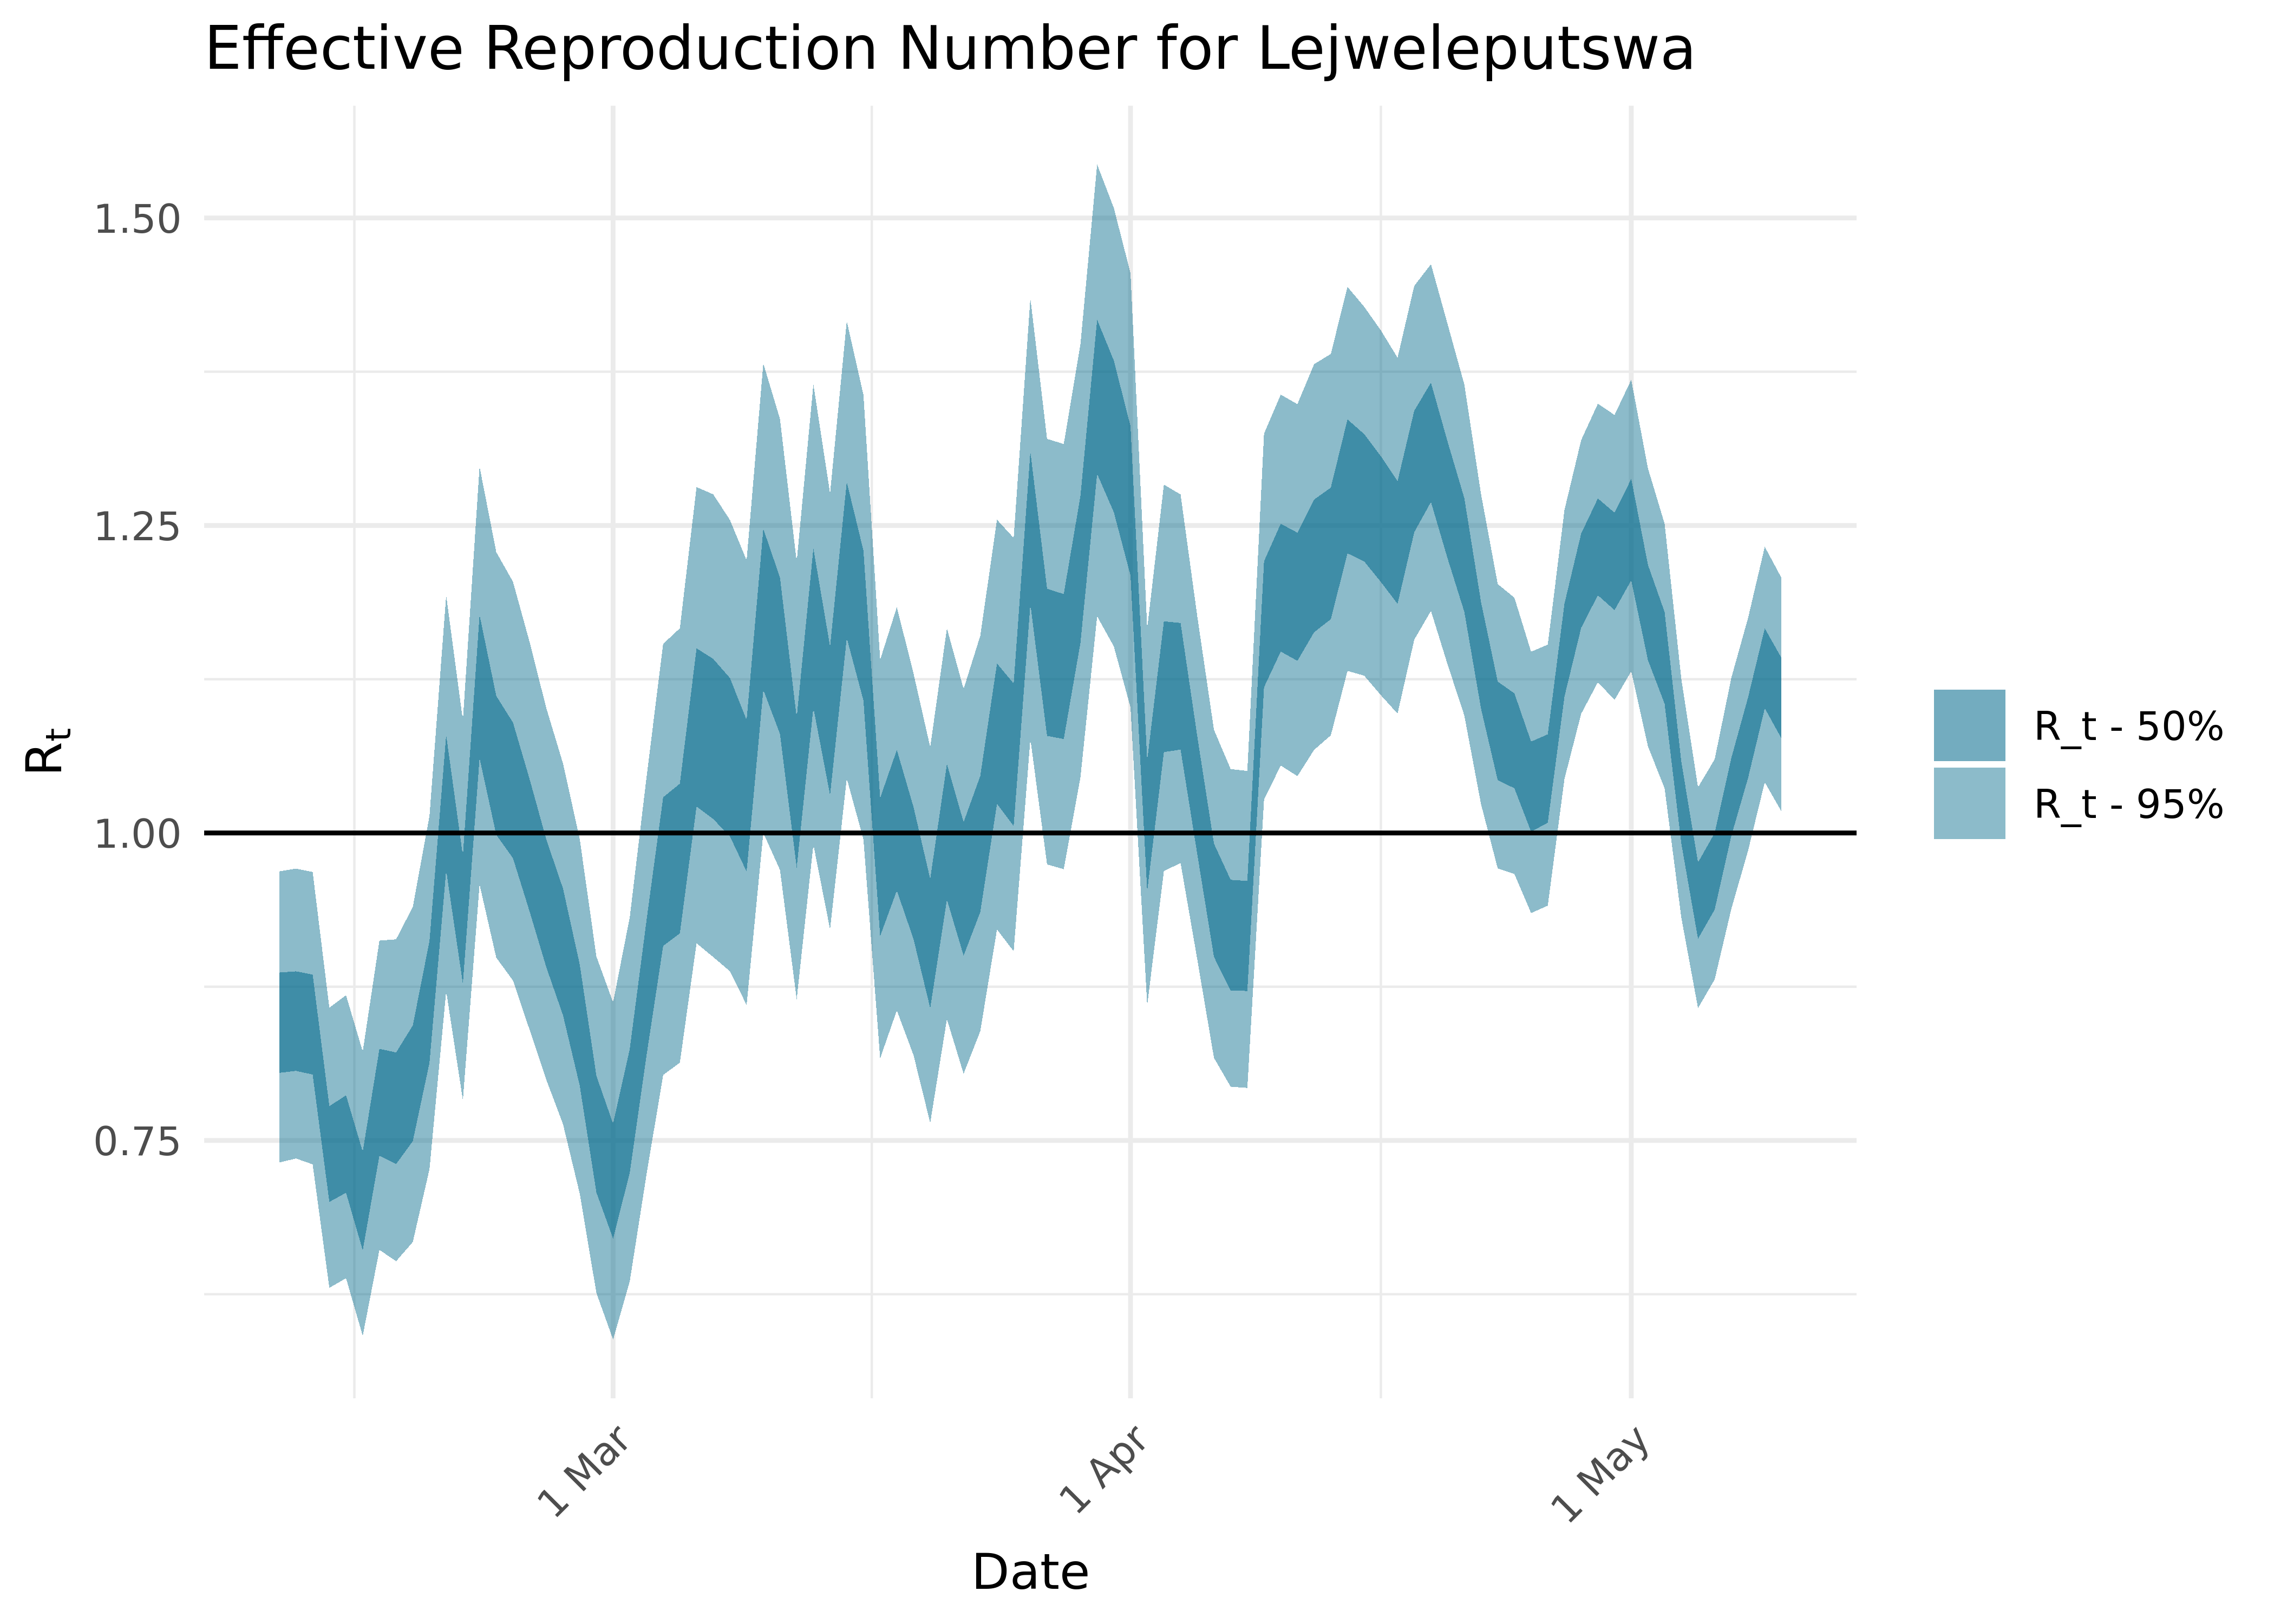 Effective Reproduction Number for Lejweleputswa
R_t
1.50
1.25
1.00
0.75
1 Mar
1 Apr
1 May
Date
R_t - 50%
R_t - 95%